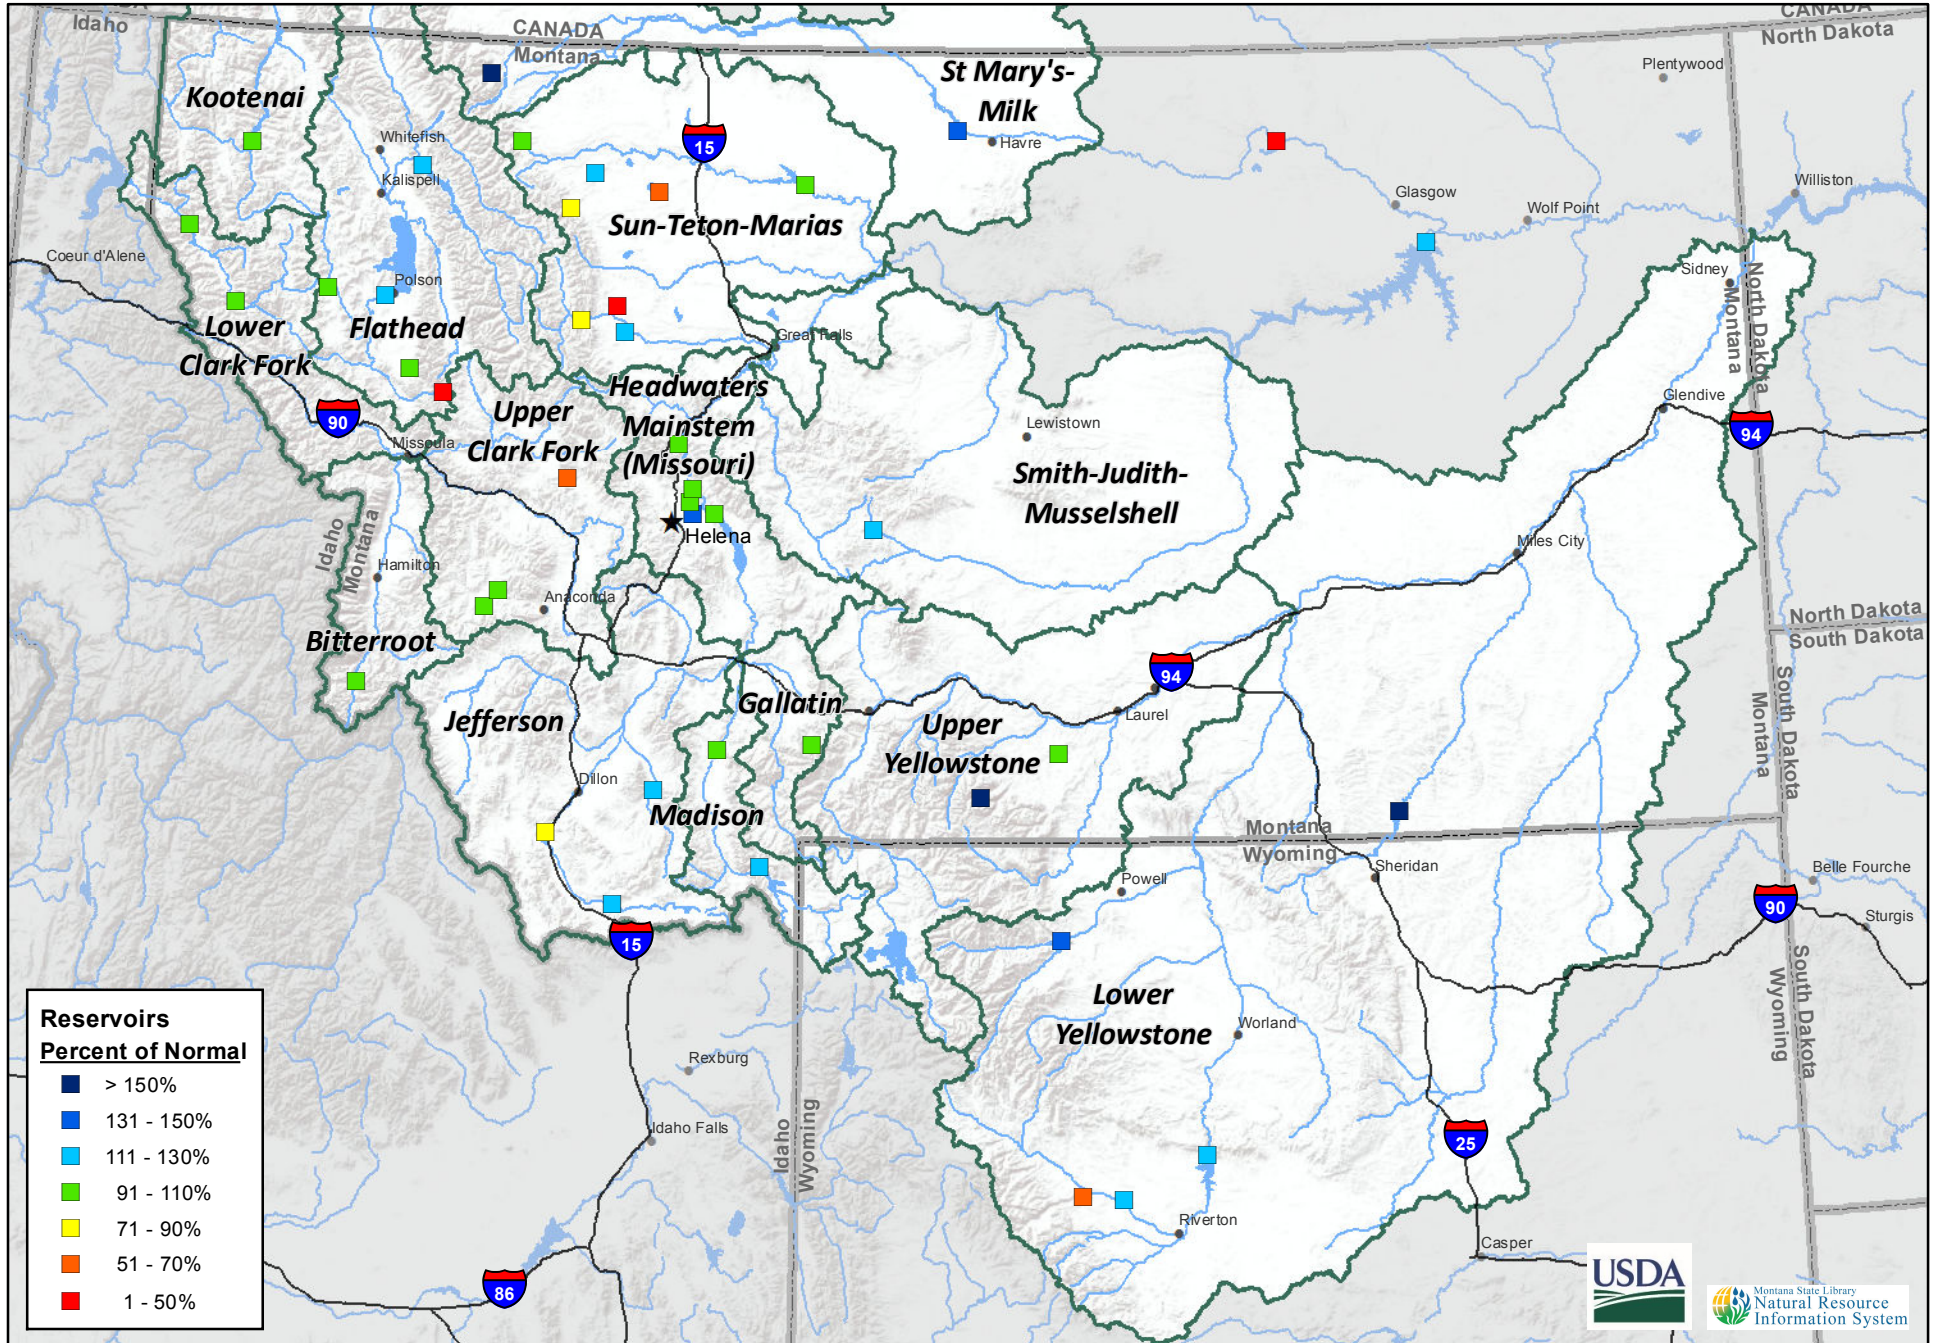 CANADA
Idaho
CANADA
Montana
CANADA
North Dakota
Plentywood
St Mary's-
Milk
Kootenai
Whitefish
15
Havre
Kalispell
Glasgow
Williston
Wolf Point
Sun-Teton-Marias
Coeur d'Alene
Polson
Sidney
North Dakota
Montana
Lower
Clark Fork
Flathead
Great Falls
Headwaters
Mainstem
(Missouri)
Upper
Clark Fork
90
Missoula
Lewistown
Glendive
94
Smith-Judith-
Musselshell
Idaho
Montana
Helena
Miles City
Hamilton
Anaconda
North Dakota
South Dakota
Bitterroot
94
Jefferson
Gallatin
Laurel
Upper
Yellowstone
South Dakota
Montana
Dillon
Madison
Montana
Wyoming
Sheridan
Powell
Belle Fourche
90
Sturgis
15
South Dakota
Wyoming
Lower
Yellowstone
Worland
Rexburg
Idaho Falls
Idaho
Wyoming
25
Riverton
Casper
86
Reservoirs
Percent of Normal
> 150%
131 - 150%
111 - 130%
91 - 110%
71 - 90%
51 - 70%
1 - 50%
USDA
Montana State Library
Natural Resource
Information System